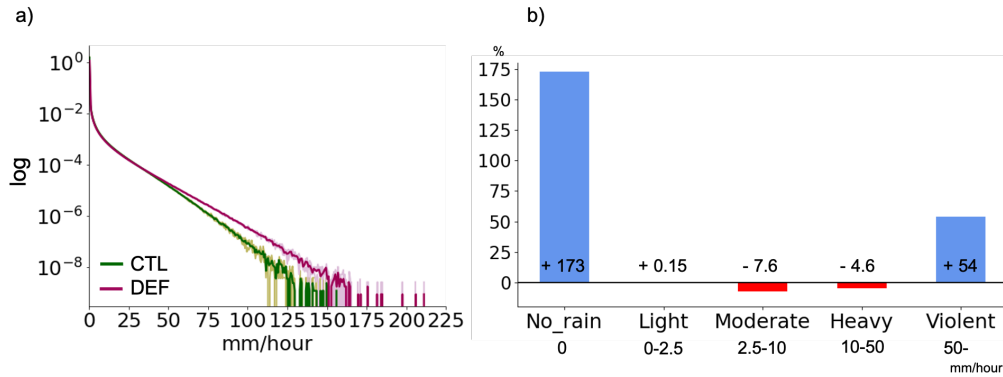 a)
10⁰
10⁻²
10⁻⁴
10⁻⁶
10⁻⁸
log
CTL
DEF
0 25 50 75 100 125 150 175 200 225
mm/hour
b)
%
175
150
125
100
75
50
25
0
+ 173 + 0.15 - 7.6 - 4.6 + 54
No_rain Light Moderate Heavy Violent
0 0-2.5 2.5-10 10-50 50-
mm/hour